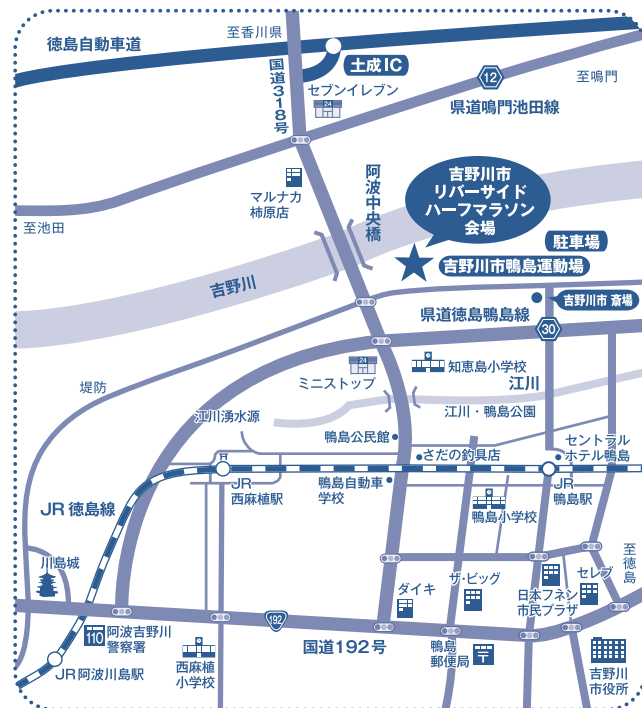 至香川県
徳島自動車道
土成IC
国道318号
セブンイレブン
24
12
至鳴門
県道鳴門池田線
マルナカ
柿原店
阿波中央橋
吉野川市
リバーサイド
ハーフマラソン
会場
至池田
駐車場
吉野川市鴨島運動場
吉野川
吉野川市 斎場
県道徳島鴨島線
30
24
ミニストップ
知恵島小学校
江川
堤防
江川湧水源
江川・鴨島公園
鴨島公民館
さだの釣具店
セントラル
ホテル鴨島
JR
西麻植駅
鴨島自動車
学校
JR
鴨島駅
JR徳島線
鴨島小学校
川島城
至徳島
ダイキ
ザ・ビッグ
日本フネン
市民プラザ
セレブ
110
阿波吉野川
警察署
192
国道192号
鴨島
郵便局
〒
西麻植
小学校
JR阿波川島駅
吉野川
市役所